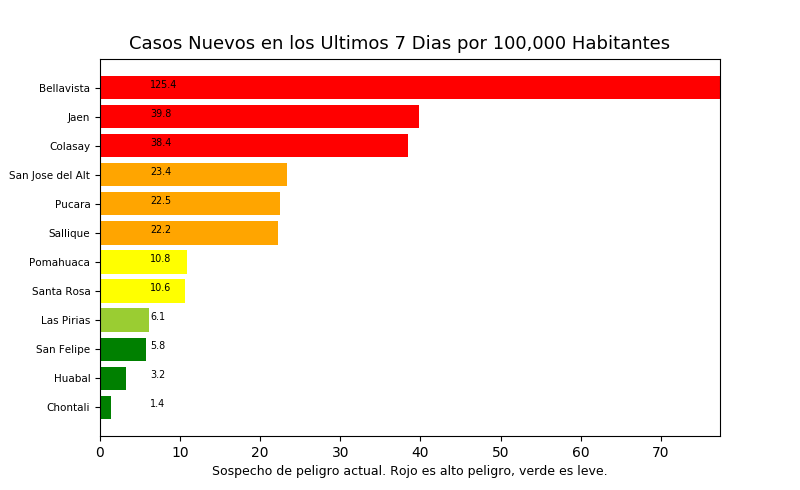 Casos Nuevos en los Ultimos 7 Dias por 100,000 Habitantes
Bellavista 125.4
Jaen 39.8
Colasay 38.4
San Jose del Alt 23.4
Pucara 22.5
Sallique 22.2
Pomahuaca 10.8
Santa Rosa 10.6
Las Pirias 6.1
San Felipe 5.8
Huabal 3.2
Chontali 1.4
0 10 20 30 40 50 60 70
Sospecho de peligro actual. Rojo es alto peligro, verde es leve.